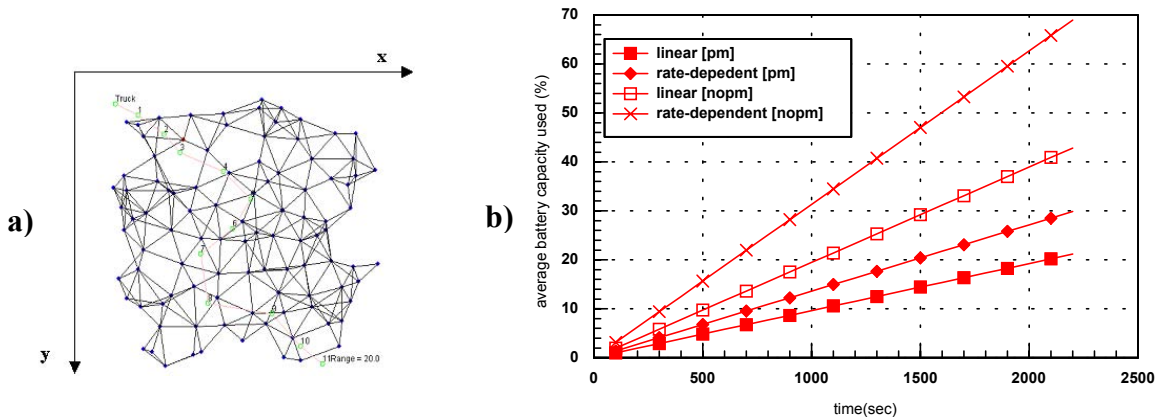 a)
x
y
Truck
1
2
3
4
6
7
8
9
10
11Range = 20.0
b)
average battery capacity used (%)
70
60
50
40
30
20
10
0
linear [pm]
rate-depedent [pm]
linear [nopm]
rate-dependent [nopm]
0 500 1000 1500 2000 2500
time(sec)